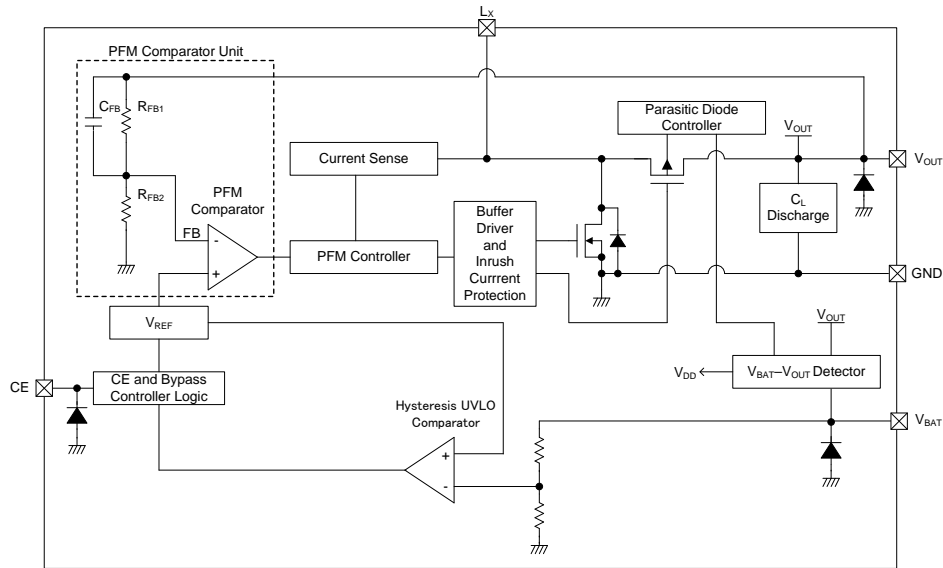 LX
PFM Comparator Unit
CFB
RFB1
RFB2
PFM
Comparator
FB
-
+
Current Sense
PFM Controller
Buffer
Driver
and
Inrush
Currrent
Protection
Parasitic Diode
Controller
VOUT
VOUT
CL
Discharge
GND
VREF
CE
CE and Bypass
Controller Logic
Hysteresis UVLO
Comparator
+
-
VOUT
VDD
VBAT–VOUT Detector
VBAT